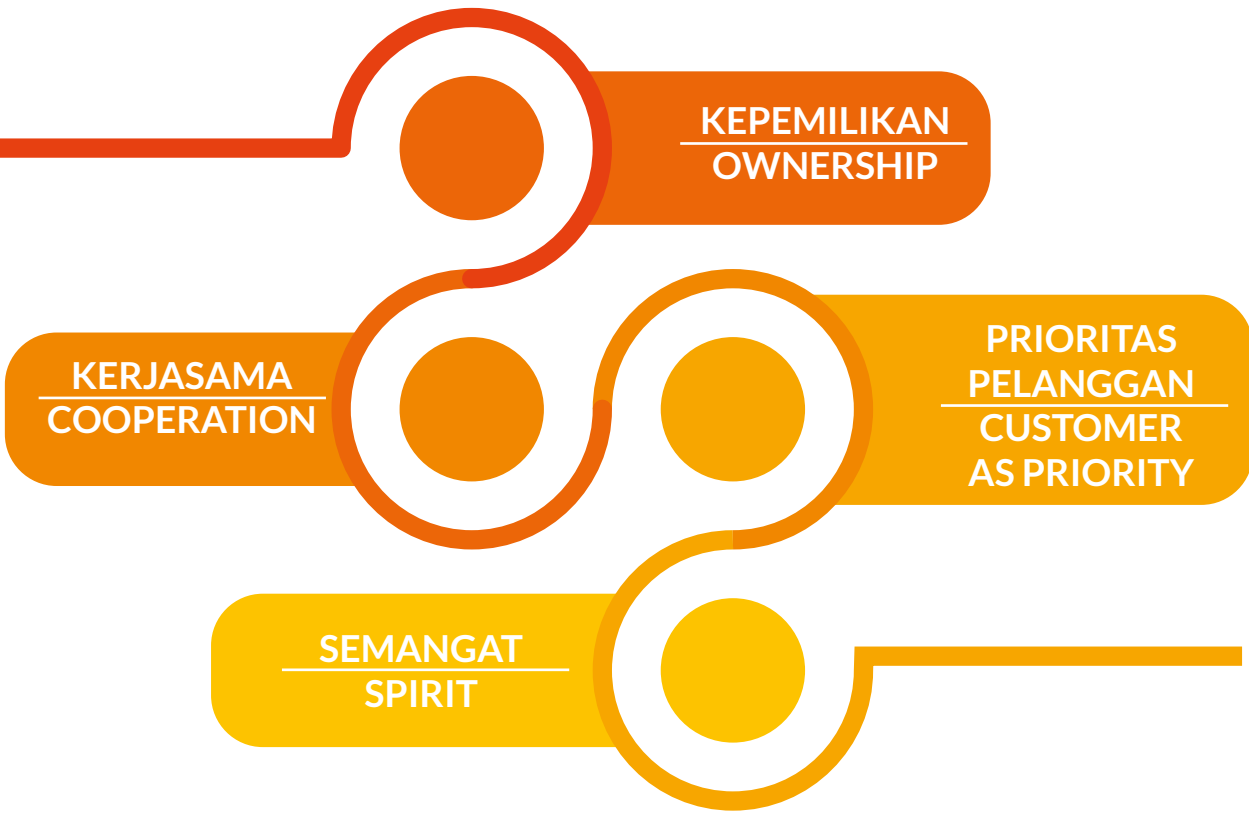 KEPEMILIKAN
OWNERSHIP
KERJASAMA
COOPERATION
PRIORITAS
PELANGGAN
CUSTOMER
AS PRIORITY
SEMANGAT
SPIRIT